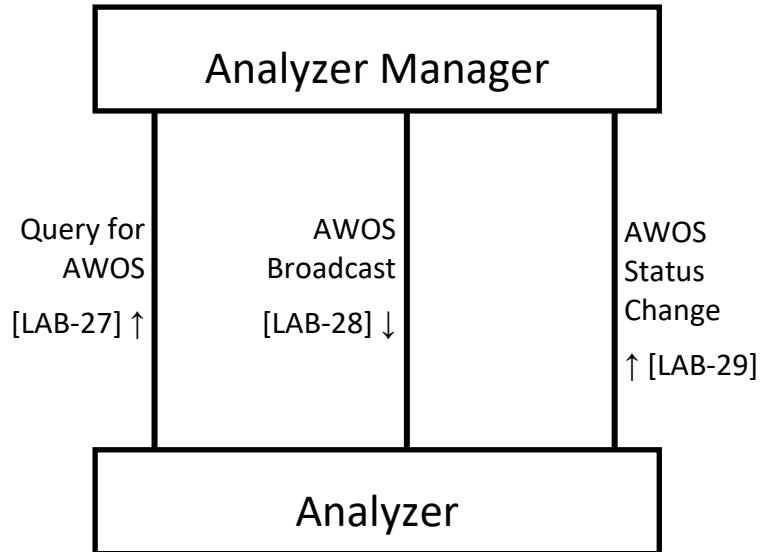 Analyzer Manager
Query for
AWOS
[LAB-27] ↑
AWOS
Broadcast
[LAB-28] ↓
AWOS
Status
Change
↑ [LAB-29]
Analyzer